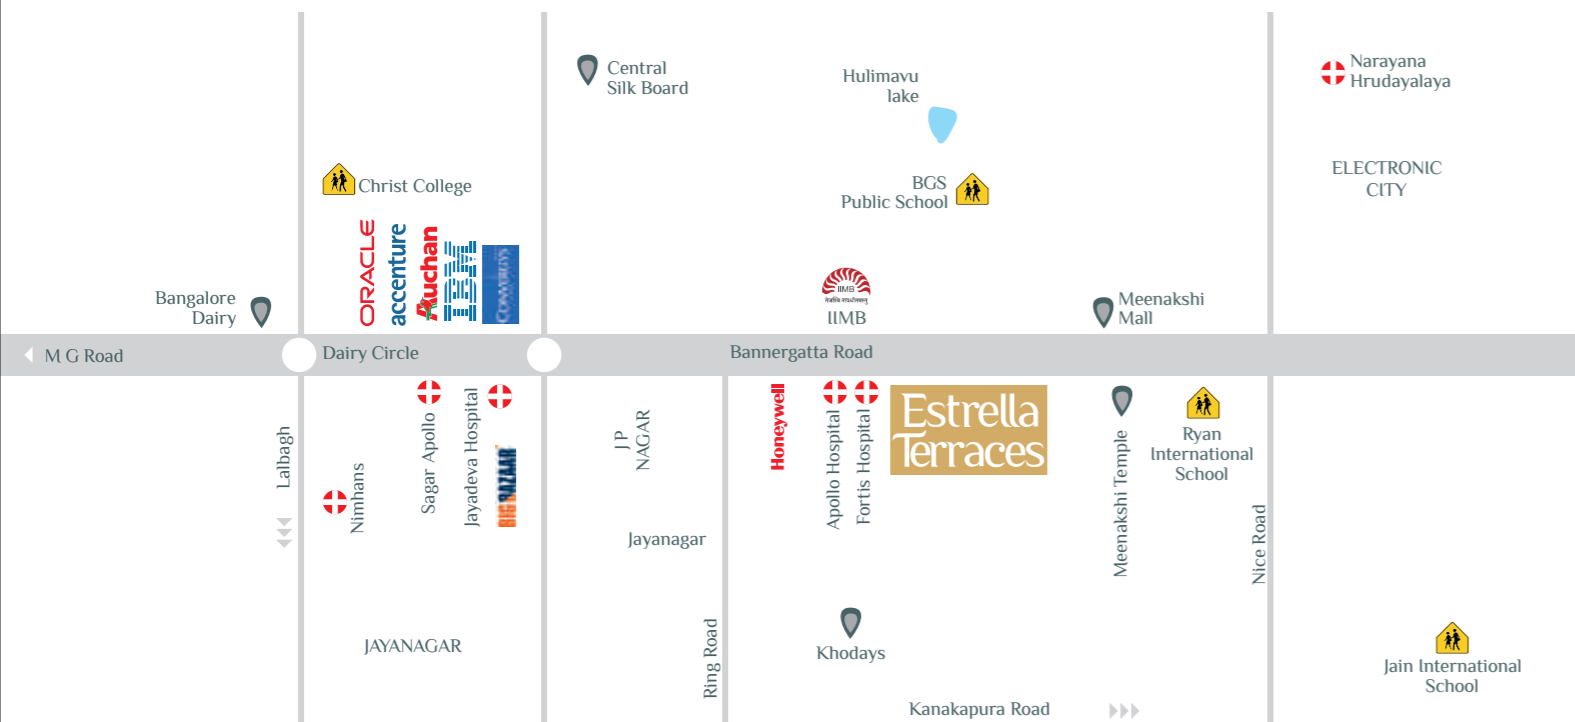 Central
Silk Board
Hulimavu
lake
Narayana
Hrudayalaya
ELECTRONIC
CITY
Christ College
BGS
Public School
ORACLE
accenture
Auchan
IBM
CONVERGYS
Bangalore
Dairy
IIMB
IIMB
Meenakshi
Mall
M G Road
Dairy Circle
Bannergatta Road
Lalbagh
Nimhans
Sagar Apollo
Jayadeva Hospital
BIG BAZAAR
J P
NAGAR
Honeywell
Apollo Hospital
Fortis Hospital
Estrella
Terraces
Meenakshi Temple
Ryan
International
School
Nice Road
Jayanagar
JAYANAGAR
Ring Road
Khodays
Jain International
School
Kanakapura Road